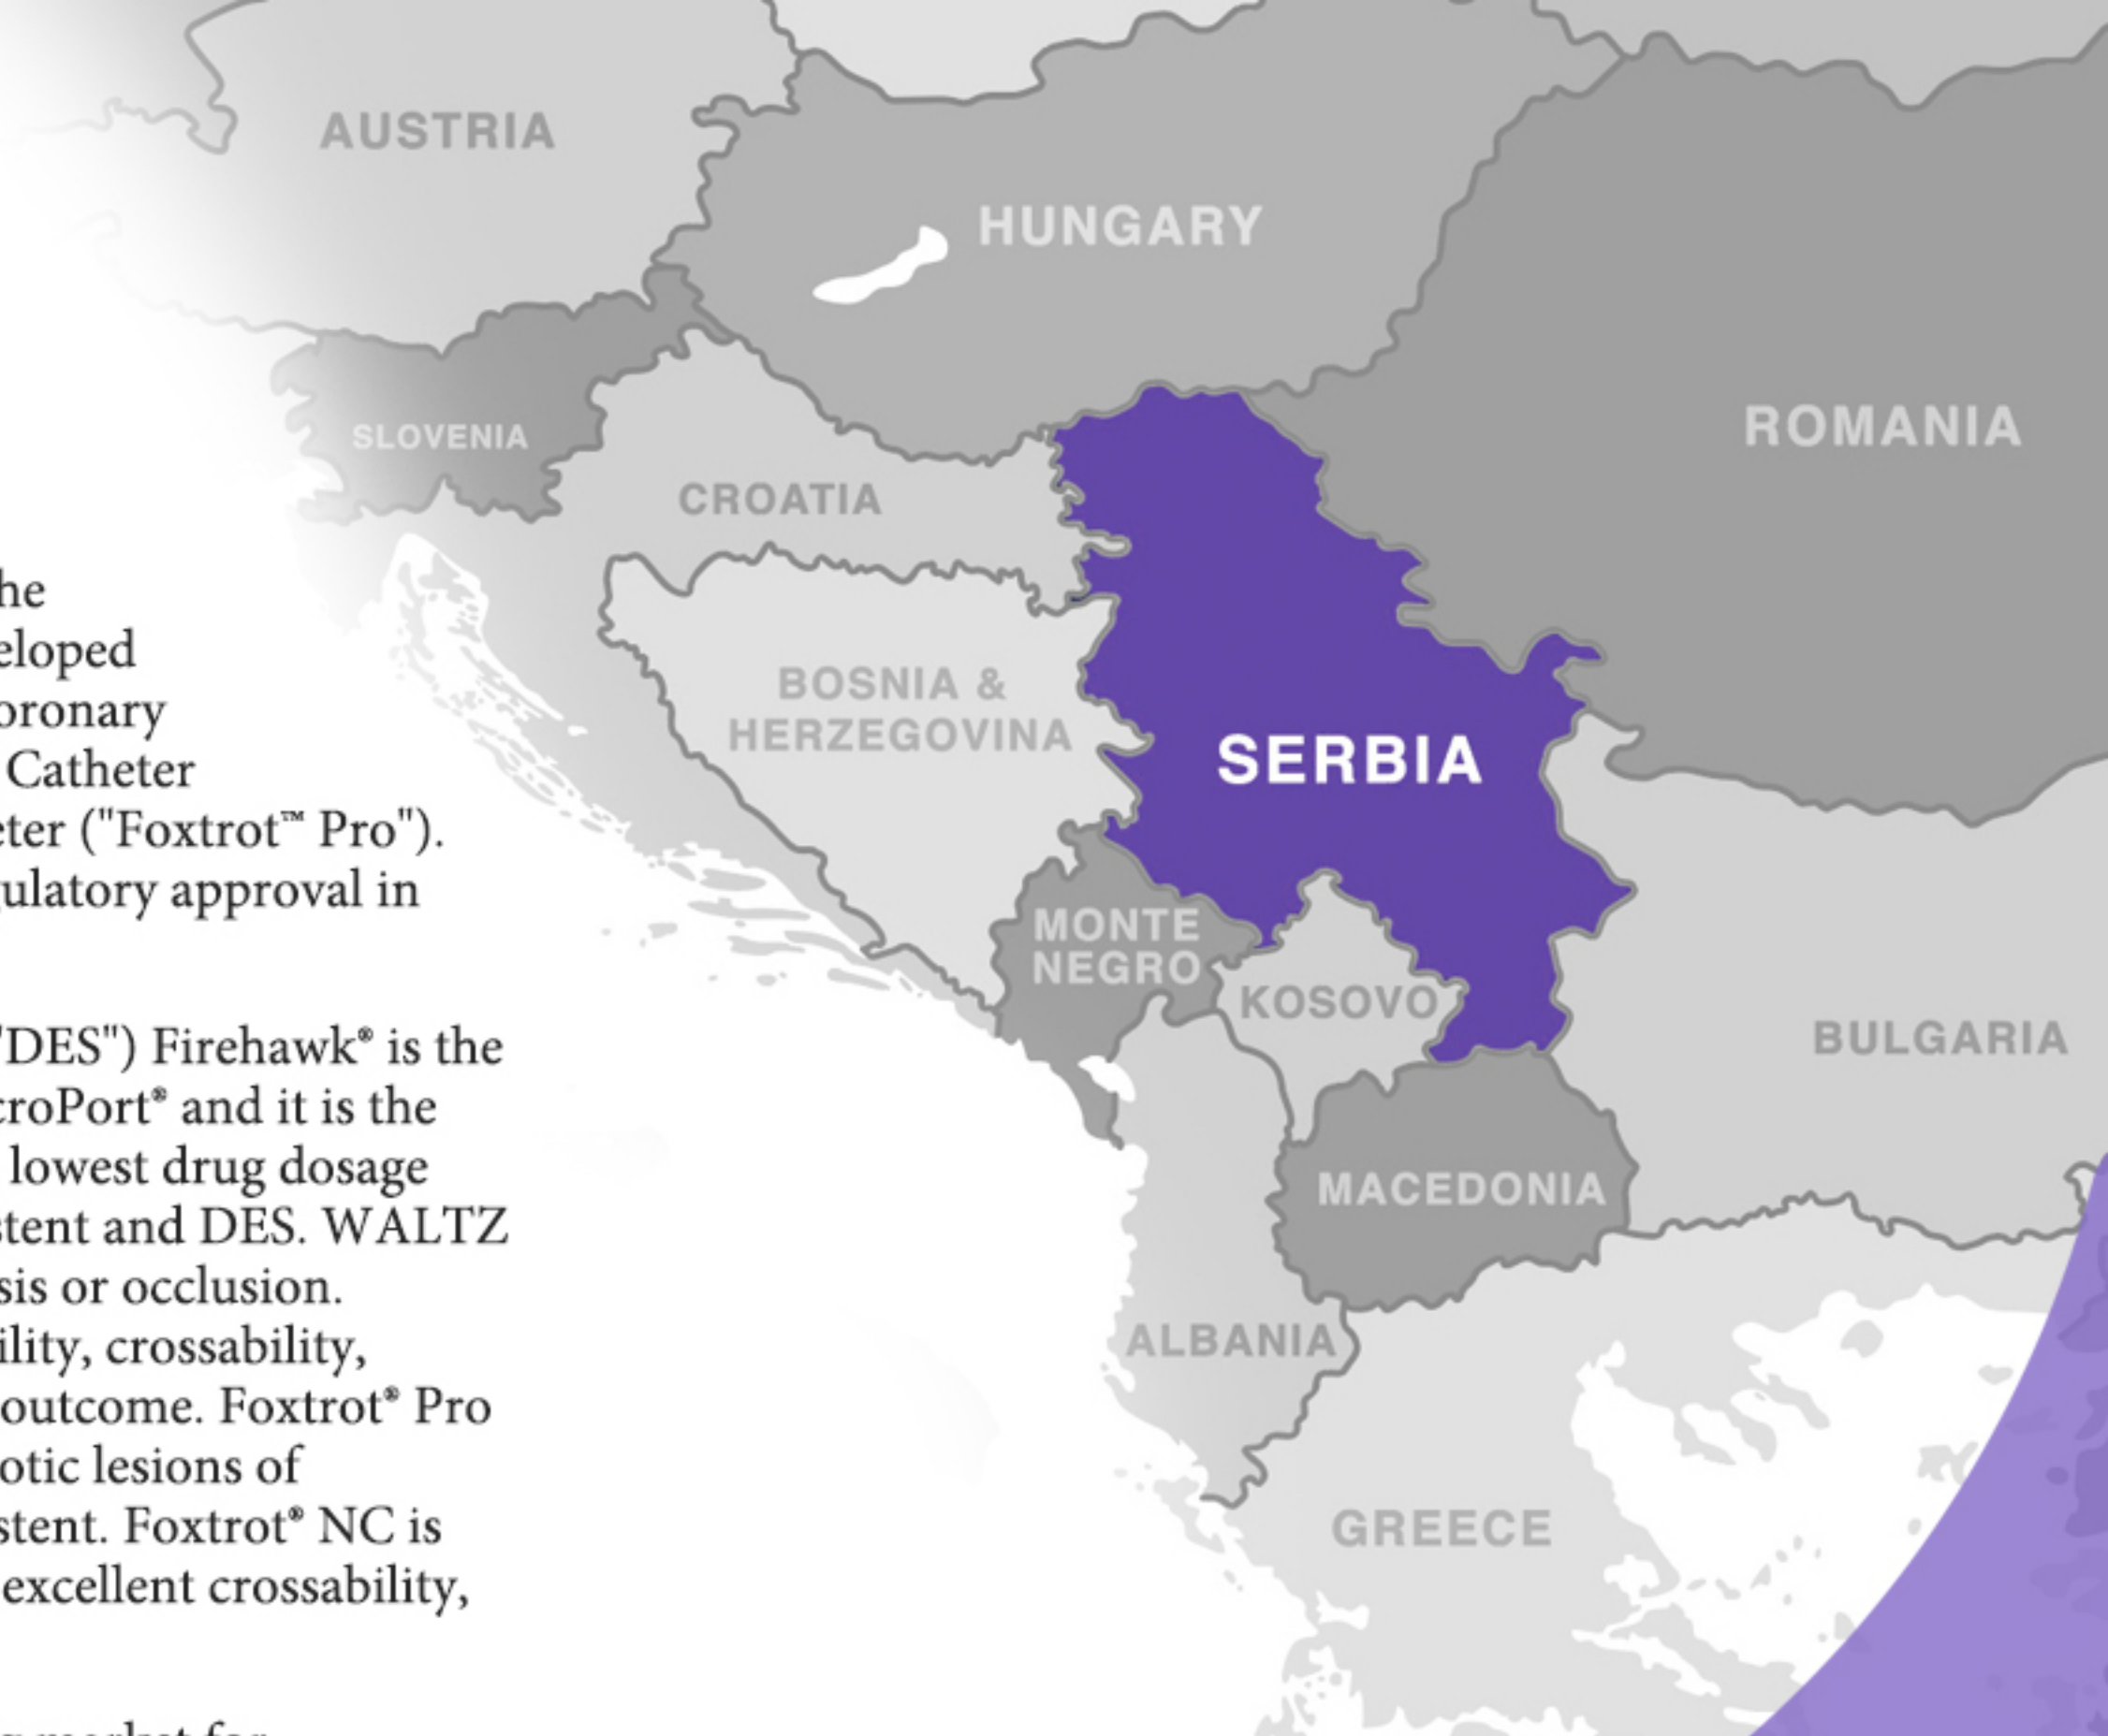 AUSTRIA
HUNGARY
ROMANIA
SLOVENIA
CROATIA
BOSNIA &
HERZEGOVINA
SERBIA
MONTE
NEGRO
KOSOVO
BULGARIA
MACEDONIA
ALBANIA
GREECE
he
eloped
oronary
Catheter
eter ("Foxtrot™ Pro").
ulatory approval in
"DES") Firehawk® is the
croPort® and it is the
lowest drug dosage
stent and DES. WALTZ
sis or occlusion.
ility, crossability,
outcome. Foxtrot® Pro
otic lesions of
stent. Foxtrot® NC is
excellent crossability,
market for